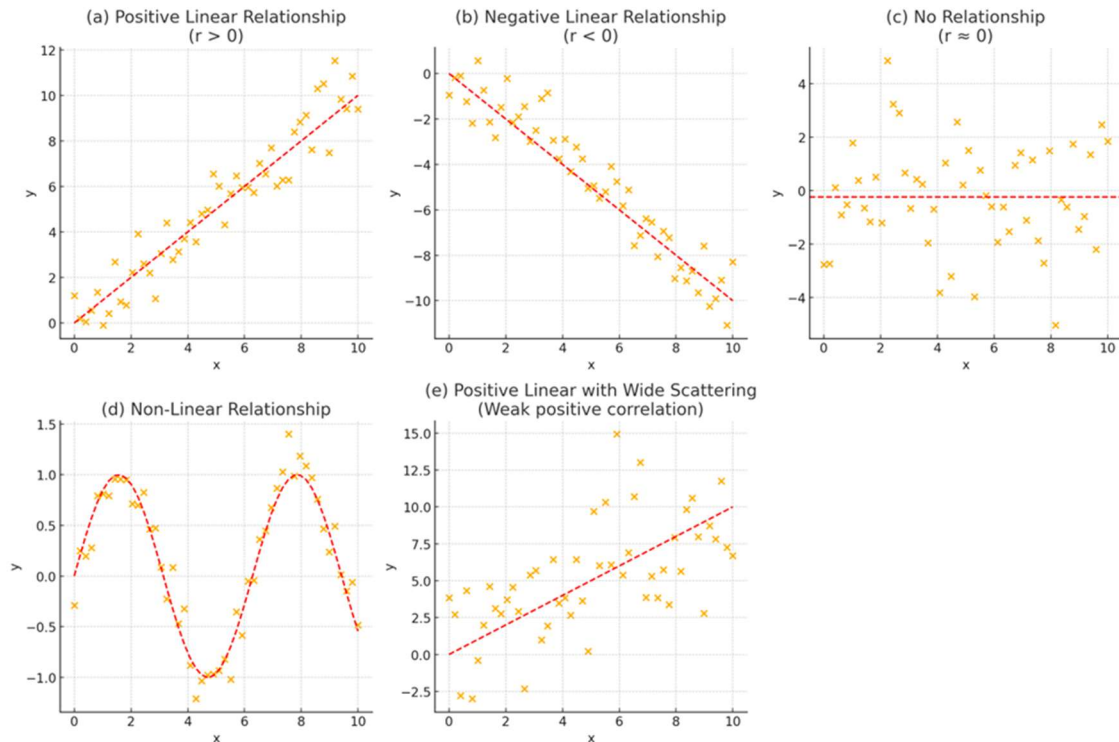 (a) Positive Linear Relationship
(r > 0)
12
10
8
6
4
2
0
y
0 2 4 6 8 10
x
(b) Negative Linear Relationship
(r < 0)
0
−2
−4
−6
−8
−10
y
0 2 4 6 8 10
x
(c) No Relationship
(r ≈ 0)
4
2
0
−2
−4
y
0 2 4 6 8 10
x
(d) Non-Linear Relationship
1.5
1.0
0.5
0.0
−0.5
−1.0
y
0 2 4 6 8 10
x
(e) Positive Linear with Wide Scattering
(Weak positive correlation)
15.0
12.5
10.0
7.5
5.0
2.5
0.0
−2.5
y
0 2 4 6 8 10
x